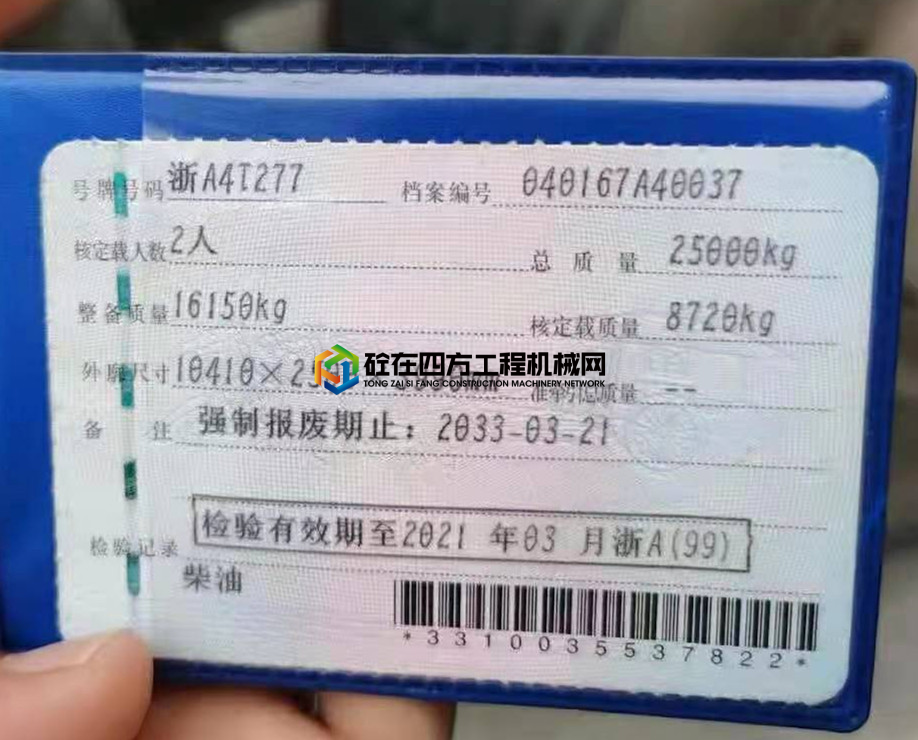 号牌号码 浙A4T277 档案编号 040167A40037
核定载人数 2人 总质量 25000kg
整备质量 16150kg 核定载质量 8720kg
外廓尺寸 10410×25 准牵引总质量 --
砼在四方工程机械网
TONG ZAI SI FANG CONSTRUCTION MACHINERY NETWORK
备注 强制报废期止：2033-03-21
检验记录 检验有效期至2021年03月浙A(99)
柴油
*3310035537822*